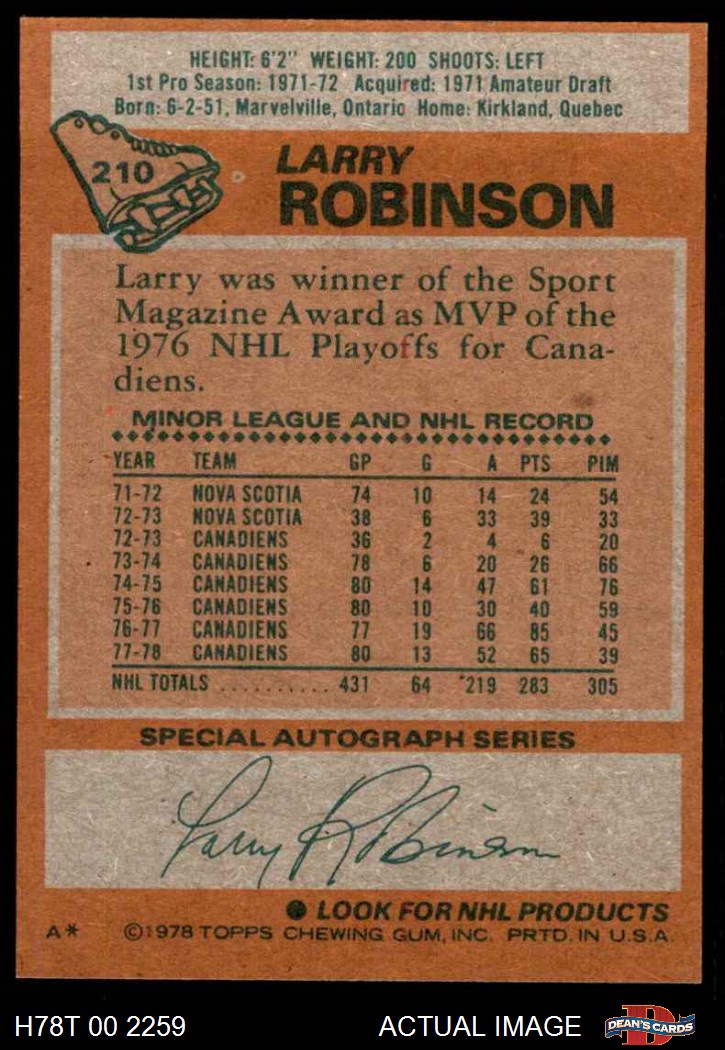 HEIGHT: 6'2" WEIGHT: 200 SHOOTS: LEFT
1st Pro Season: 1971-72 Acquired: 1971 Amateur Draft
Born: 6-2-51, Marvelville, Ontario Home: Kirkland, Quebec
210
LARRY
ROBINSON
Larry was winner of the Sport
Magazine Award as MVP of the
1976 NHL Playoffs for Cana-
diens.
MINOR LEAGUE AND NHL RECORD
YEAR TEAM GP G A PTS PIM
71-72 NOVA SCOTIA 74 10 14 24 54
72-73 NOVA SCOTIA 38 6 33 39 33
72-73 CANADIENS 36 2 4 6 20
73-74 CANADIENS 78 6 20 26 66
74-75 CANADIENS 80 14 47 61 76
75-76 CANADIENS 80 10 30 40 59
76-77 CANADIENS 77 19 66 85 45
77-78 CANADIENS 80 13 52 65 39
NHL TOTALS .......... 431 64 219 283 305
SPECIAL AUTOGRAPH SERIES
Larry Robinson
LOOK FOR NHL PRODUCTS
A* ©1978 TOPPS CHEWING GUM, INC. PRTD. IN U.S.A.
H78T 00 2259 ACTUAL IMAGE D DEAN'S CARDS